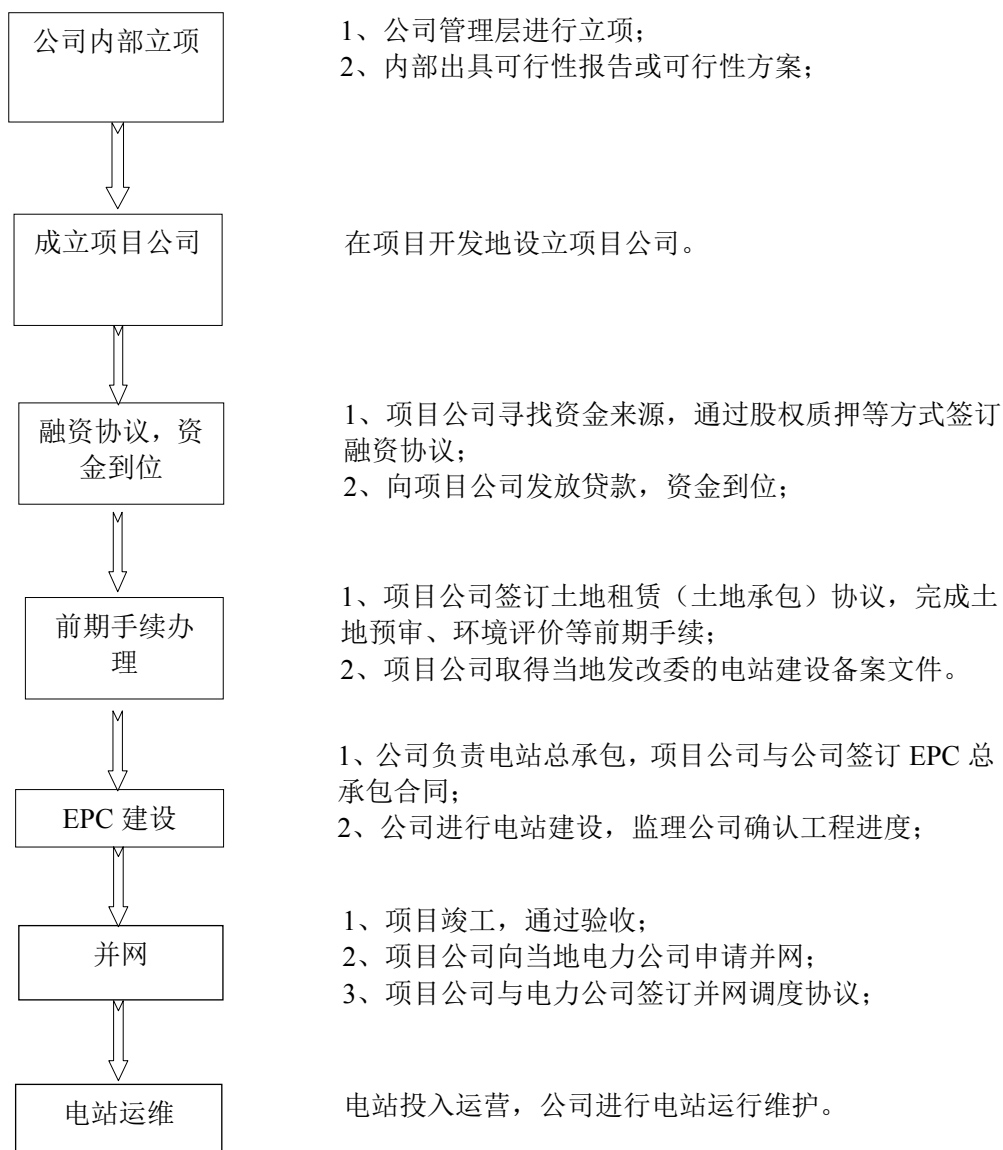 公司内部立项
1、公司管理层进行立项；
2、内部出具可行性报告或可行性方案；
成立项目公司
在项目开发地设立项目公司。
融资协议，资
金到位
1、项目公司寻找资金来源，通过股权质押等方式签订
融资协议；
2、向项目公司发放贷款，资金到位；
前期手续办
理
1、项目公司签订土地租赁（土地承包）协议，完成土
地预审、环境评价等前期手续；
2、项目公司取得当地发改委的电站建设备案文件。
EPC 建设
1、公司负责电站总承包，项目公司与公司签订 EPC 总
承包合同；
2、公司进行电站建设，监理公司确认工程进度；
并网
1、项目竣工，通过验收；
2、项目公司向当地电力公司申请并网；
3、项目公司与电力公司签订并网调度协议；
电站运维
电站投入运营，公司进行电站运行维护。